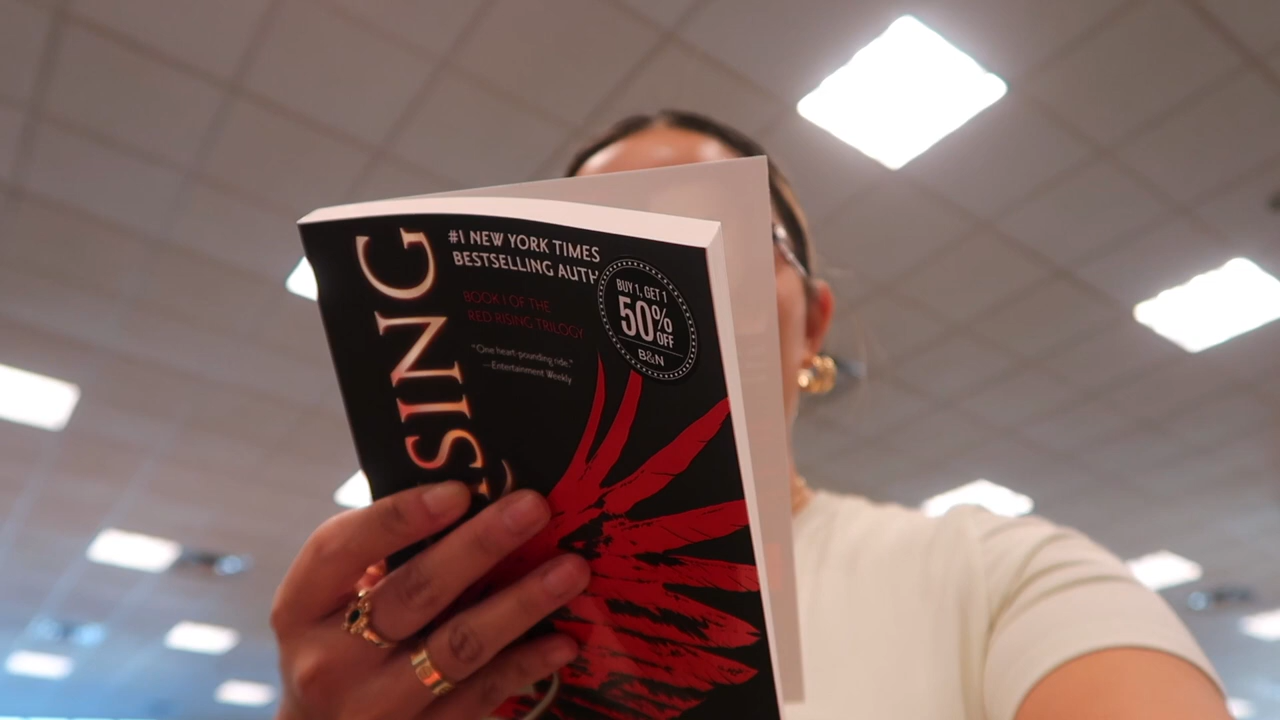 ISING
#1 NEW YORK TIMES
BESTSELLING AUTH
BOOK I OF THE
RED RISING TRILOGY
"One heart-pounding ride."
—Entertainment Weekly
BUY 1, GET 1
50%
OFF
B&N